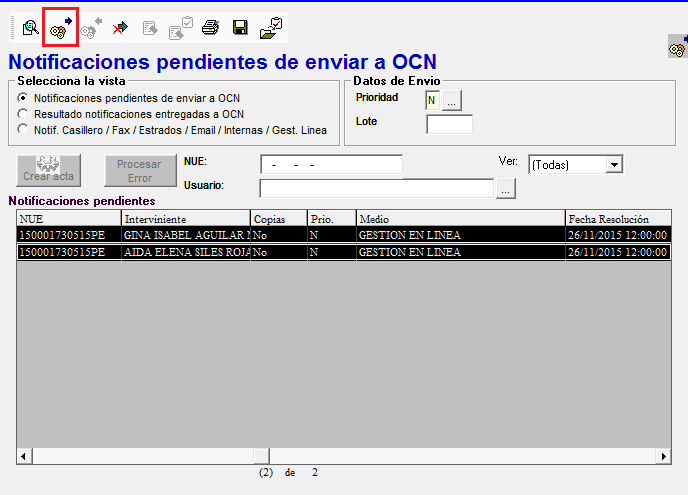 Notificaciones pendientes de enviar a OCN
Selecciona la vista
Notificaciones pendientes de enviar a OCN
Resultado notificaciones entregadas a OCN
Notif. Casillero / Fax / Estrados / Email / Internas / Gest. Linea
Datos de Envio
Prioridad N ...
Lote
Crear acta
Procesar Error
NUE: - - -
Ver: (Todas)
Usuario: ...
Notificaciones pendientes
NUE Interviniente Copias Prio. Medio Fecha Resolución
150001730515PE GINA ISABEL AGUILAR No N GESTION EN LINEA 26/11/2015 12:00:00
150001730515PE AIDA ELENA SILES ROJA No N GESTION EN LINEA 26/11/2015 12:00:00
(2) de 2